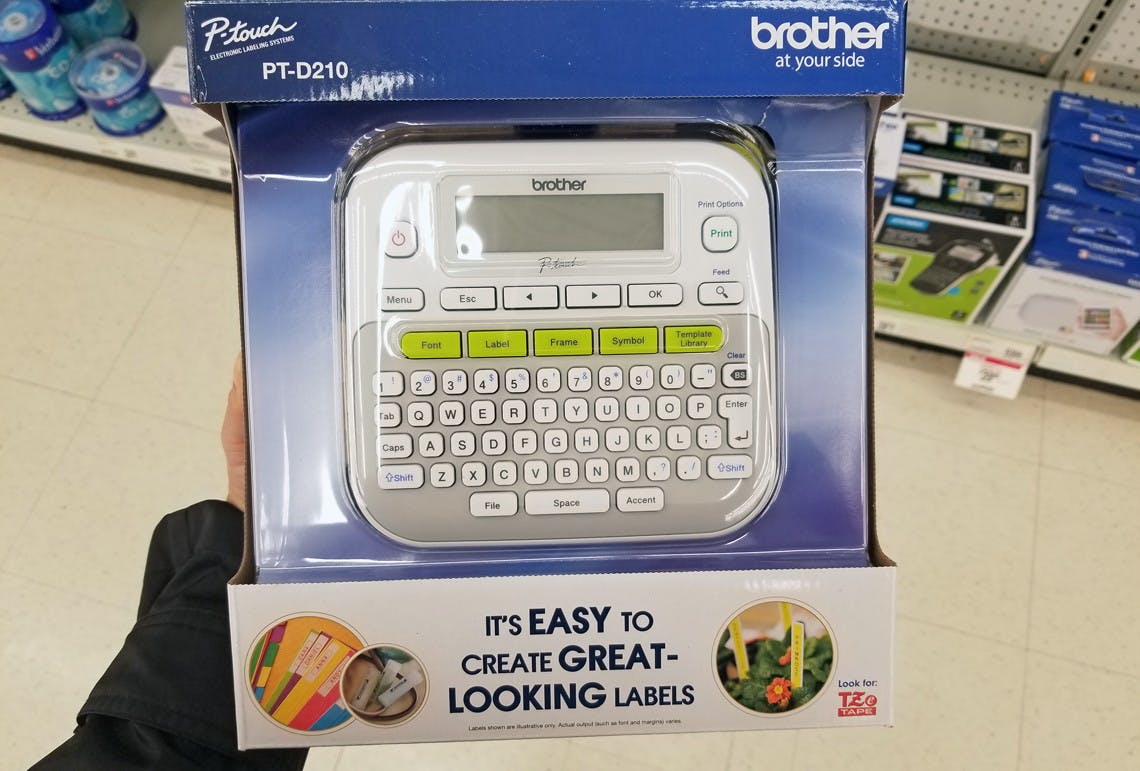 P-touch
ELECTRONIC LABELING SYSTEMS
PT-D210
brother
at your side
brother
Print Options
Print
P-touch
Feed
Menu
Esc
OK
Font
Label
Frame
Symbol
Template
Library
Clear
1 ! 2 @ 3 # 4 $ 5 % 6 ' 7 & 8 * 9 ( 0 ) - " BS
Tab Q W E R T Y U I O P Enter
Caps A S D F G H J K L ; :
Shift Z X C V B N M , ? . / Shift
File Space Accent
IT'S EASY TO
CREATE GREAT-
LOOKING LABELS
Labels shown are illustrative only. Actual output (such as font and margins) varies.
Look for:
TZe
TAPE